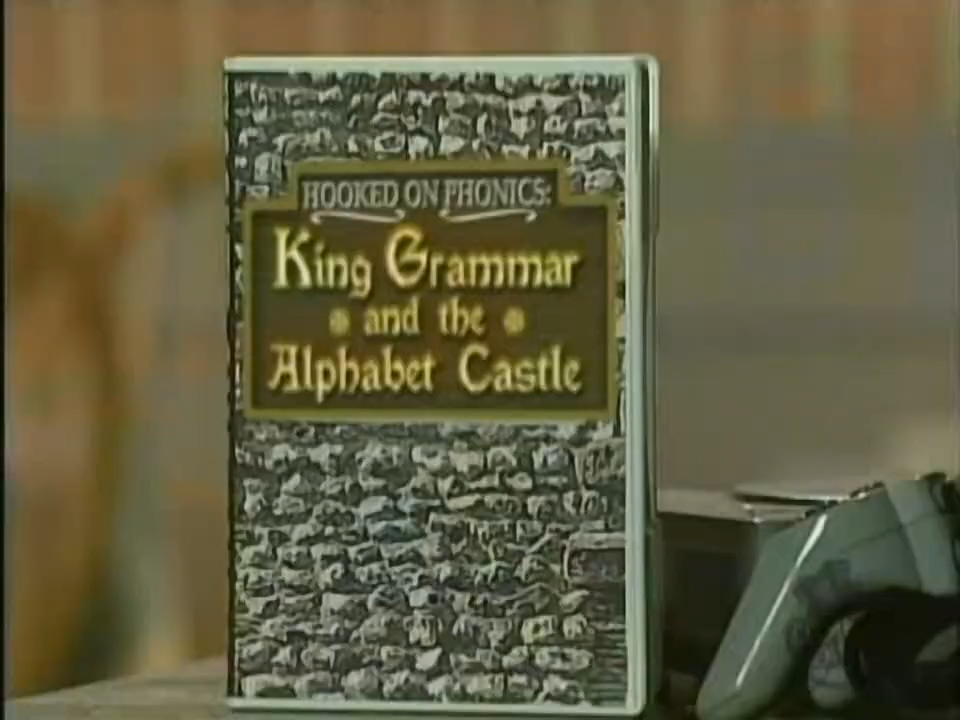 HOOKED ON PHONICS:
King Grammar
and the
Alphabet Castle